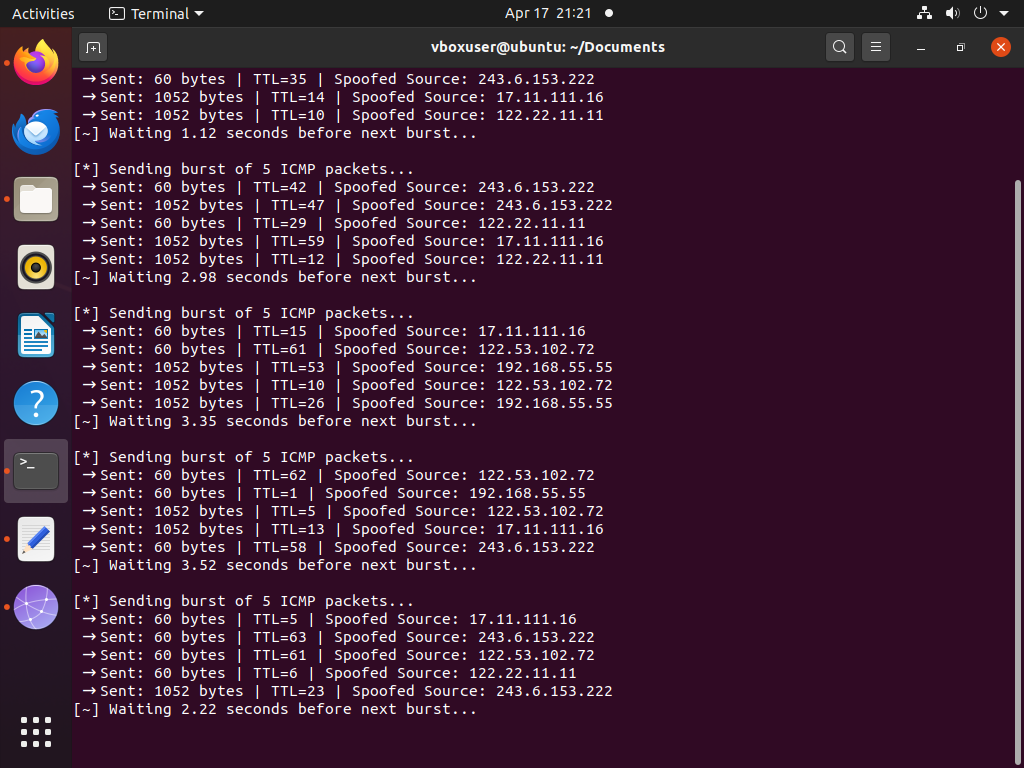 Activities
Terminal
Apr 17 21:21
vboxuser@ubuntu: ~/Documents
→Sent: 60 bytes | TTL=35 | Spoofed Source: 243.6.153.222
→Sent: 1052 bytes | TTL=14 | Spoofed Source: 17.11.111.16
→Sent: 1052 bytes | TTL=10 | Spoofed Source: 122.22.11.11
[~] Waiting 1.12 seconds before next burst...
[*] Sending burst of 5 ICMP packets...
→Sent: 60 bytes | TTL=42 | Spoofed Source: 243.6.153.222
→Sent: 1052 bytes | TTL=47 | Spoofed Source: 243.6.153.222
→Sent: 60 bytes | TTL=29 | Spoofed Source: 122.22.11.11
→Sent: 1052 bytes | TTL=59 | Spoofed Source: 17.11.111.16
→Sent: 1052 bytes | TTL=12 | Spoofed Source: 122.22.11.11
[~] Waiting 2.98 seconds before next burst...
[*] Sending burst of 5 ICMP packets...
→Sent: 60 bytes | TTL=15 | Spoofed Source: 17.11.111.16
→Sent: 60 bytes | TTL=61 | Spoofed Source: 122.53.102.72
→Sent: 1052 bytes | TTL=53 | Spoofed Source: 192.168.55.55
→Sent: 1052 bytes | TTL=10 | Spoofed Source: 122.53.102.72
→Sent: 1052 bytes | TTL=26 | Spoofed Source: 192.168.55.55
[~] Waiting 3.35 seconds before next burst...
[*] Sending burst of 5 ICMP packets...
→Sent: 60 bytes | TTL=62 | Spoofed Source: 122.53.102.72
→Sent: 60 bytes | TTL=1 | Spoofed Source: 192.168.55.55
→Sent: 1052 bytes | TTL=5 | Spoofed Source: 122.53.102.72
→Sent: 1052 bytes | TTL=13 | Spoofed Source: 17.11.111.16
→Sent: 60 bytes | TTL=58 | Spoofed Source: 243.6.153.222
[~] Waiting 3.52 seconds before next burst...
[*] Sending burst of 5 ICMP packets...
→Sent: 60 bytes | TTL=5 | Spoofed Source: 17.11.111.16
→Sent: 60 bytes | TTL=63 | Spoofed Source: 243.6.153.222
→Sent: 60 bytes | TTL=61 | Spoofed Source: 122.53.102.72
→Sent: 60 bytes | TTL=6 | Spoofed Source: 122.22.11.11
→Sent: 1052 bytes | TTL=23 | Spoofed Source: 243.6.153.222
[~] Waiting 2.22 seconds before next burst...